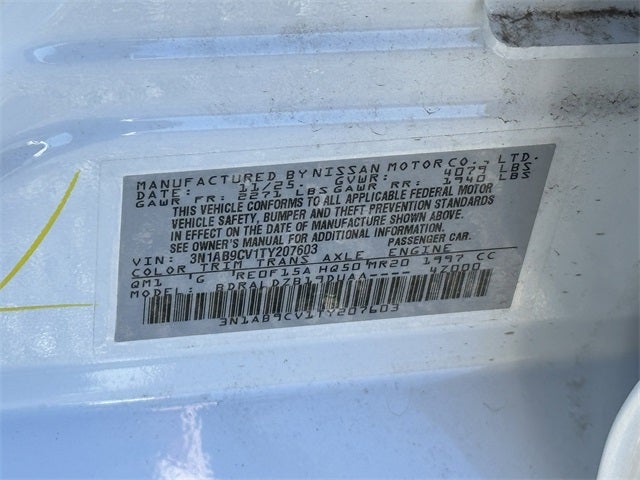 MANUFACTURED BY NISSAN MOTOR CO., LTD.
DATE: 11/25. GVWR: 4079 LBS
GAWR FR: 2271 LBS GAWR RR: 1940 LBS
THIS VEHICLE CONFORMS TO ALL APPLICABLE FEDERAL MOTOR
VEHICLE SAFETY, BUMPER AND THEFT PREVENTION STANDARDS
IN EFFECT ON THE DATE OF MANUFACTURE SHOWN ABOVE.
SEE OWNER'S MANUAL FOR ADDITIONAL INFORMATION.
VIN: 3N1AB9CV1TY207603 PASSENGER CAR.
COLOR TRIM TRANS AXLE ENGINE
QM1 G RE0F15A HQ50 MR20 1997 CC
MODEL: BDRALDZB19DHAA---- 4Z000
3N1AB9CV1TY207603